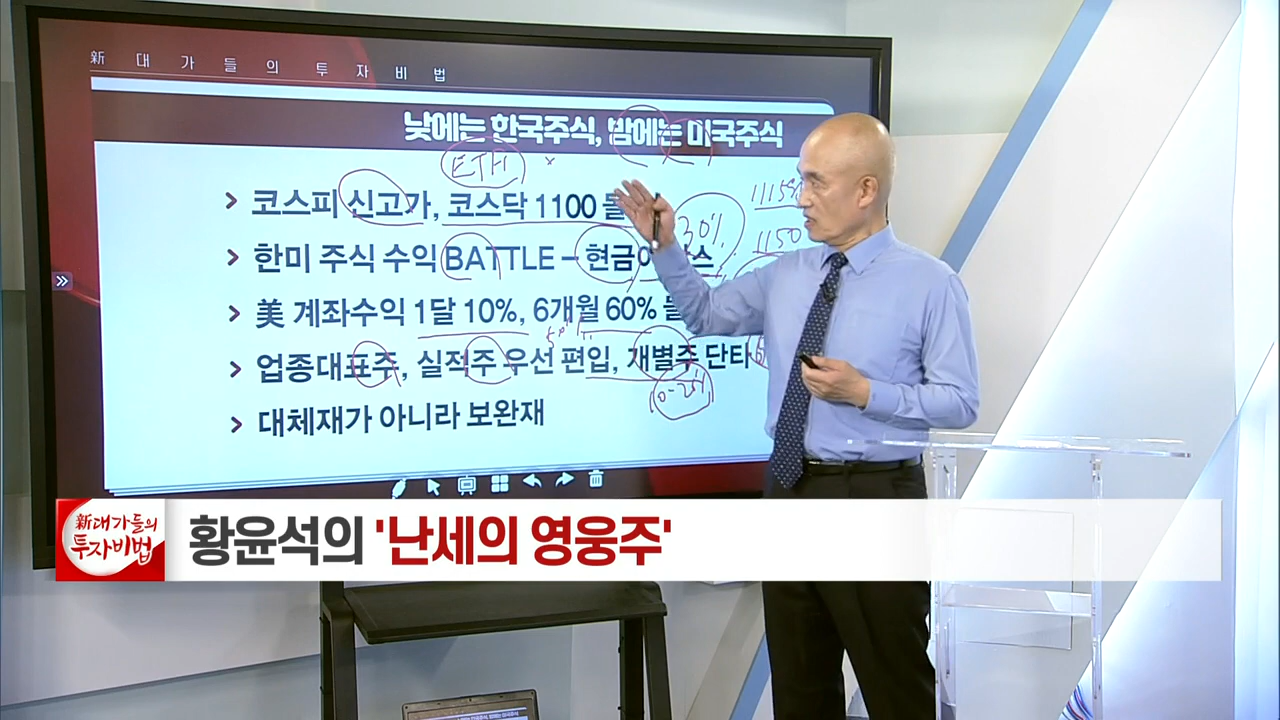 新 대 가 들 의 투 자 비 법
낮에는 한국주식, 밤에는 미국주식
ETF
> 코스피 신고가, 코스닥 1100
30%
1150
> 한미 주식 수익 BATTLE –
> 美 계좌수익 1달 10%, 6개월 60%
50%
> 업종대표주, 실적주 우선 편입, 개별주 단타
> 대체재가 아니라 보완재
新대가들의
투자비법
황윤석의 '난세의 영웅주'